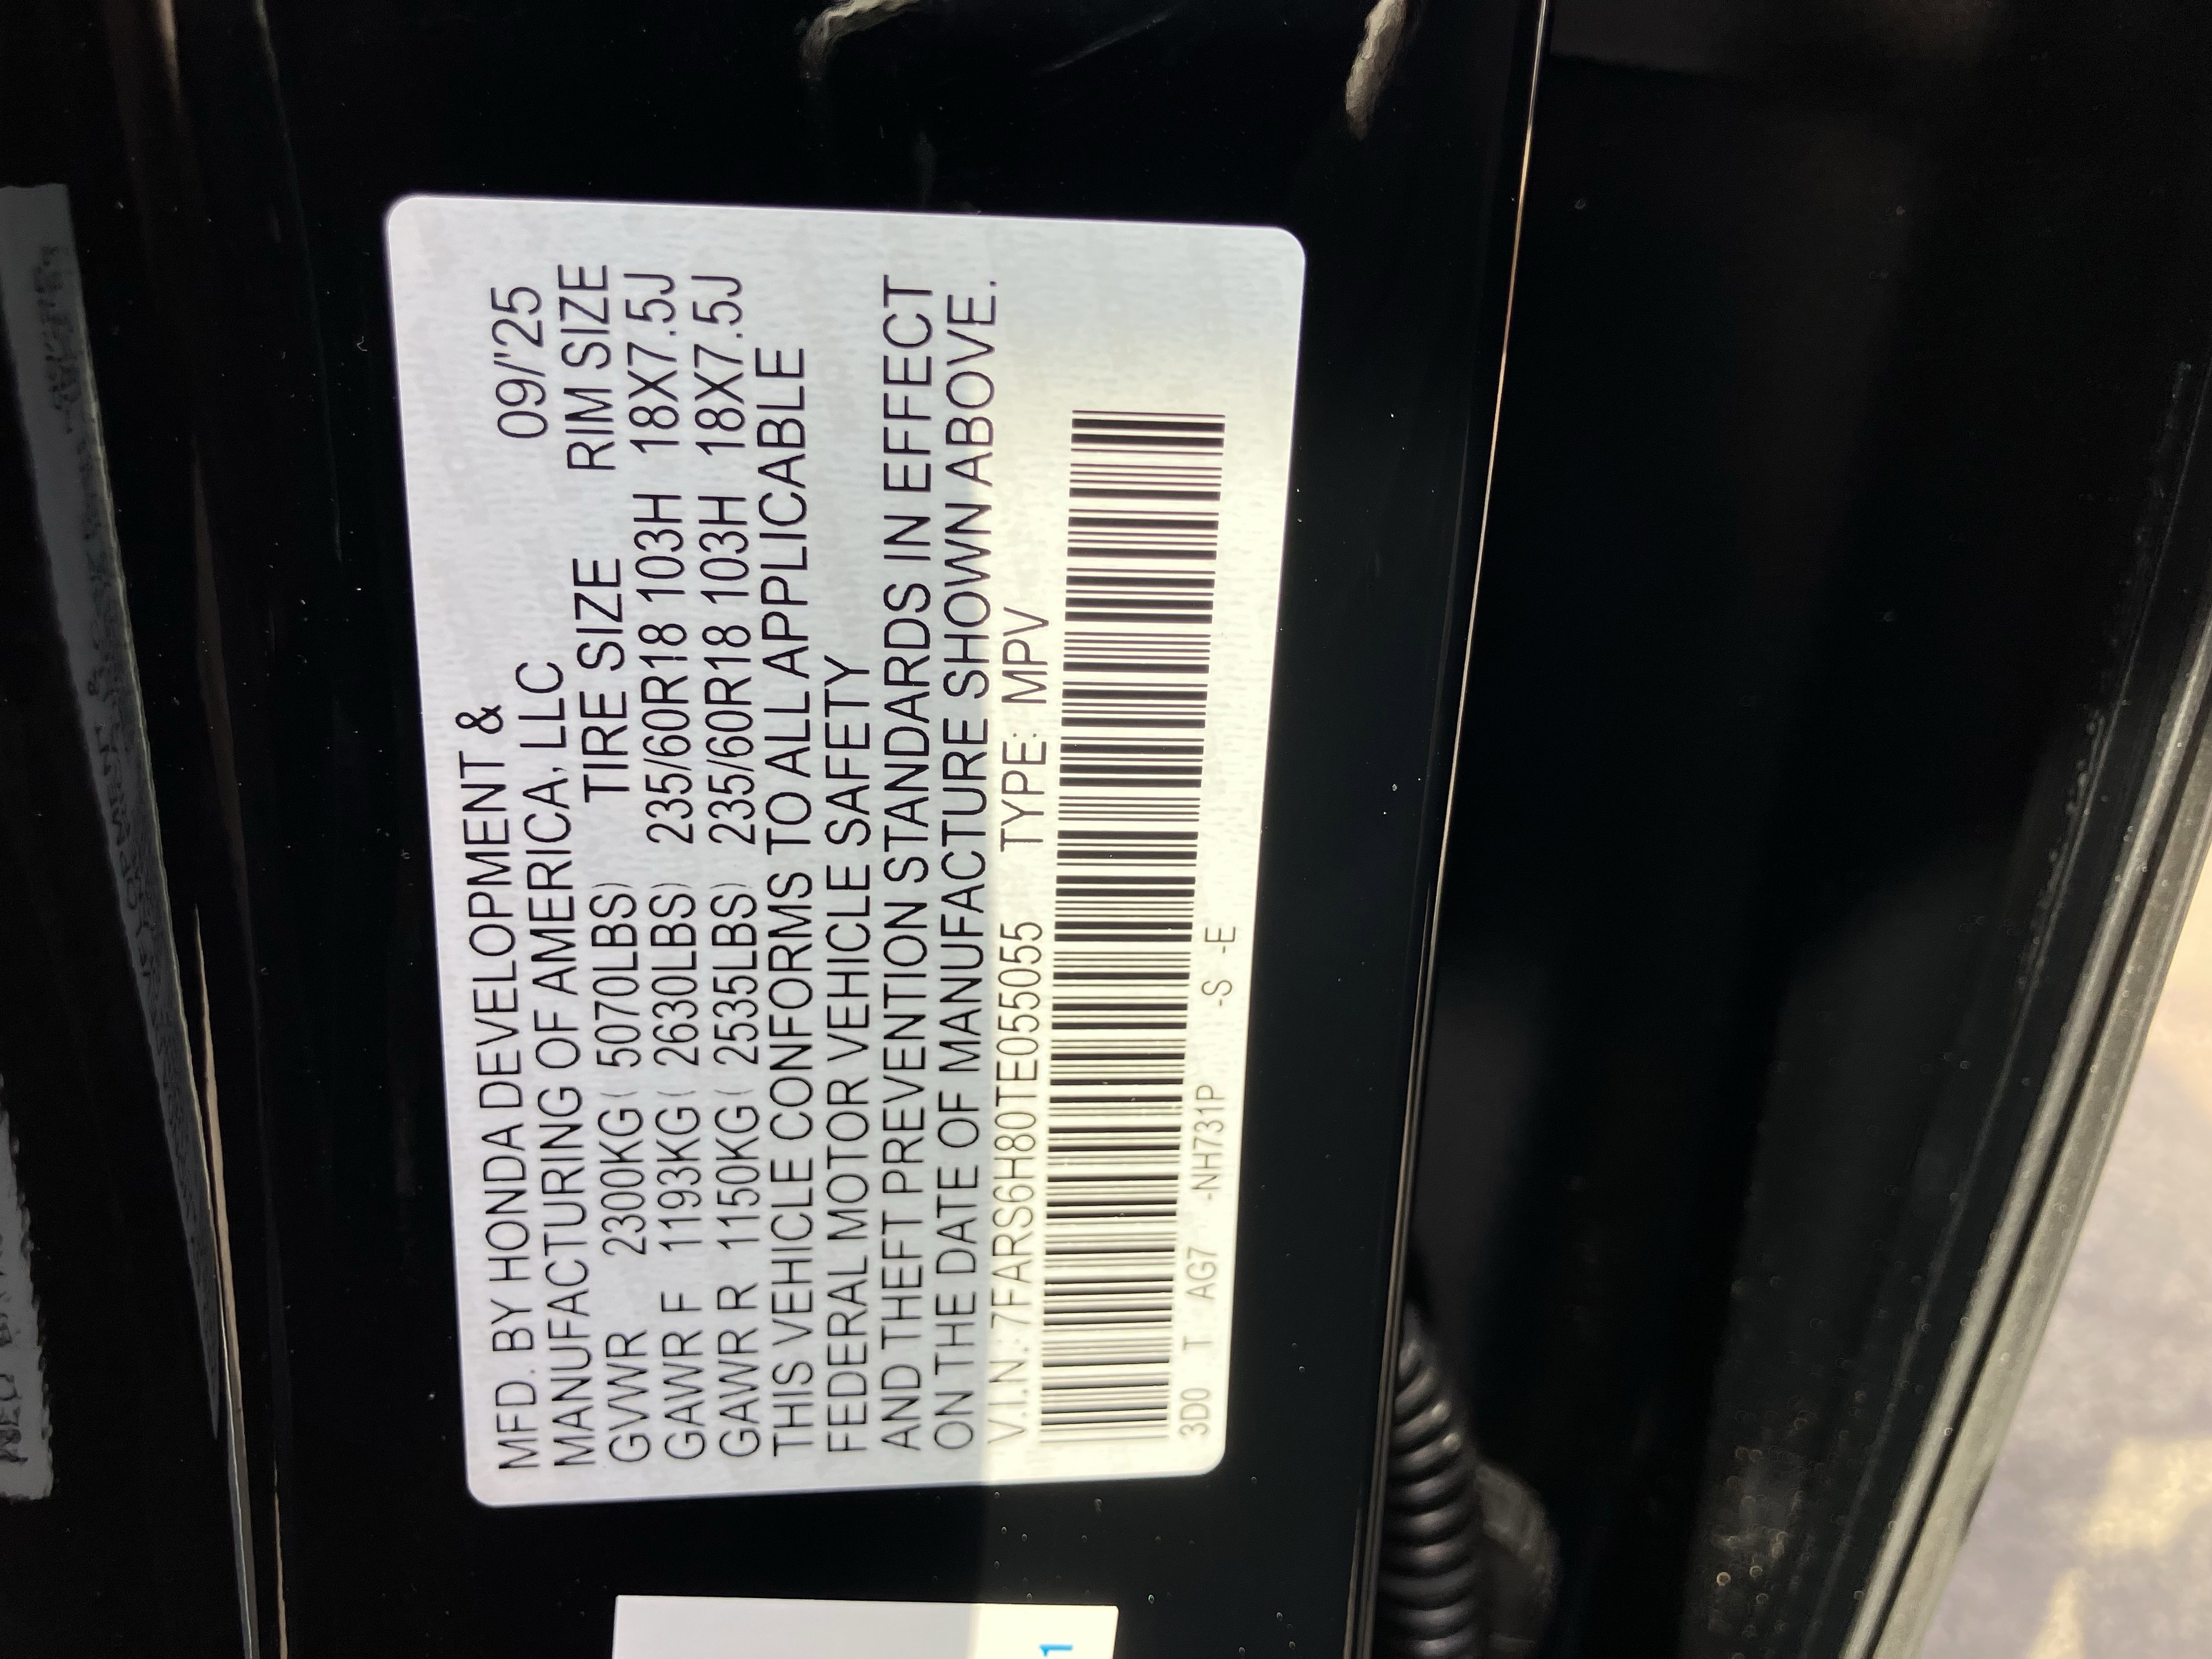 MFD. BY HONDA DEVELOPMENT &
MANUFACTURING OF AMERICA, LLC 09/'25
TIRE SIZE RIM SIZE
GVWR 2300KG ( 5070LBS)
GAWR F 1193KG ( 2630LBS) 235/60R18 103H 18X7.5J
GAWR R 1150KG ( 2535LBS) 235/60R18 103H 18X7.5J
THIS VEHICLE CONFORMS TO ALL APPLICABLE
FEDERAL MOTOR VEHICLE SAFETY
AND THEFT PREVENTION STANDARDS IN EFFECT
ON THE DATE OF MANUFACTURE SHOWN ABOVE.
V.I.N.: 7FARS6H80TE055055 TYPE: MPV
3D0 T AG7 -NH731P -S -E
1